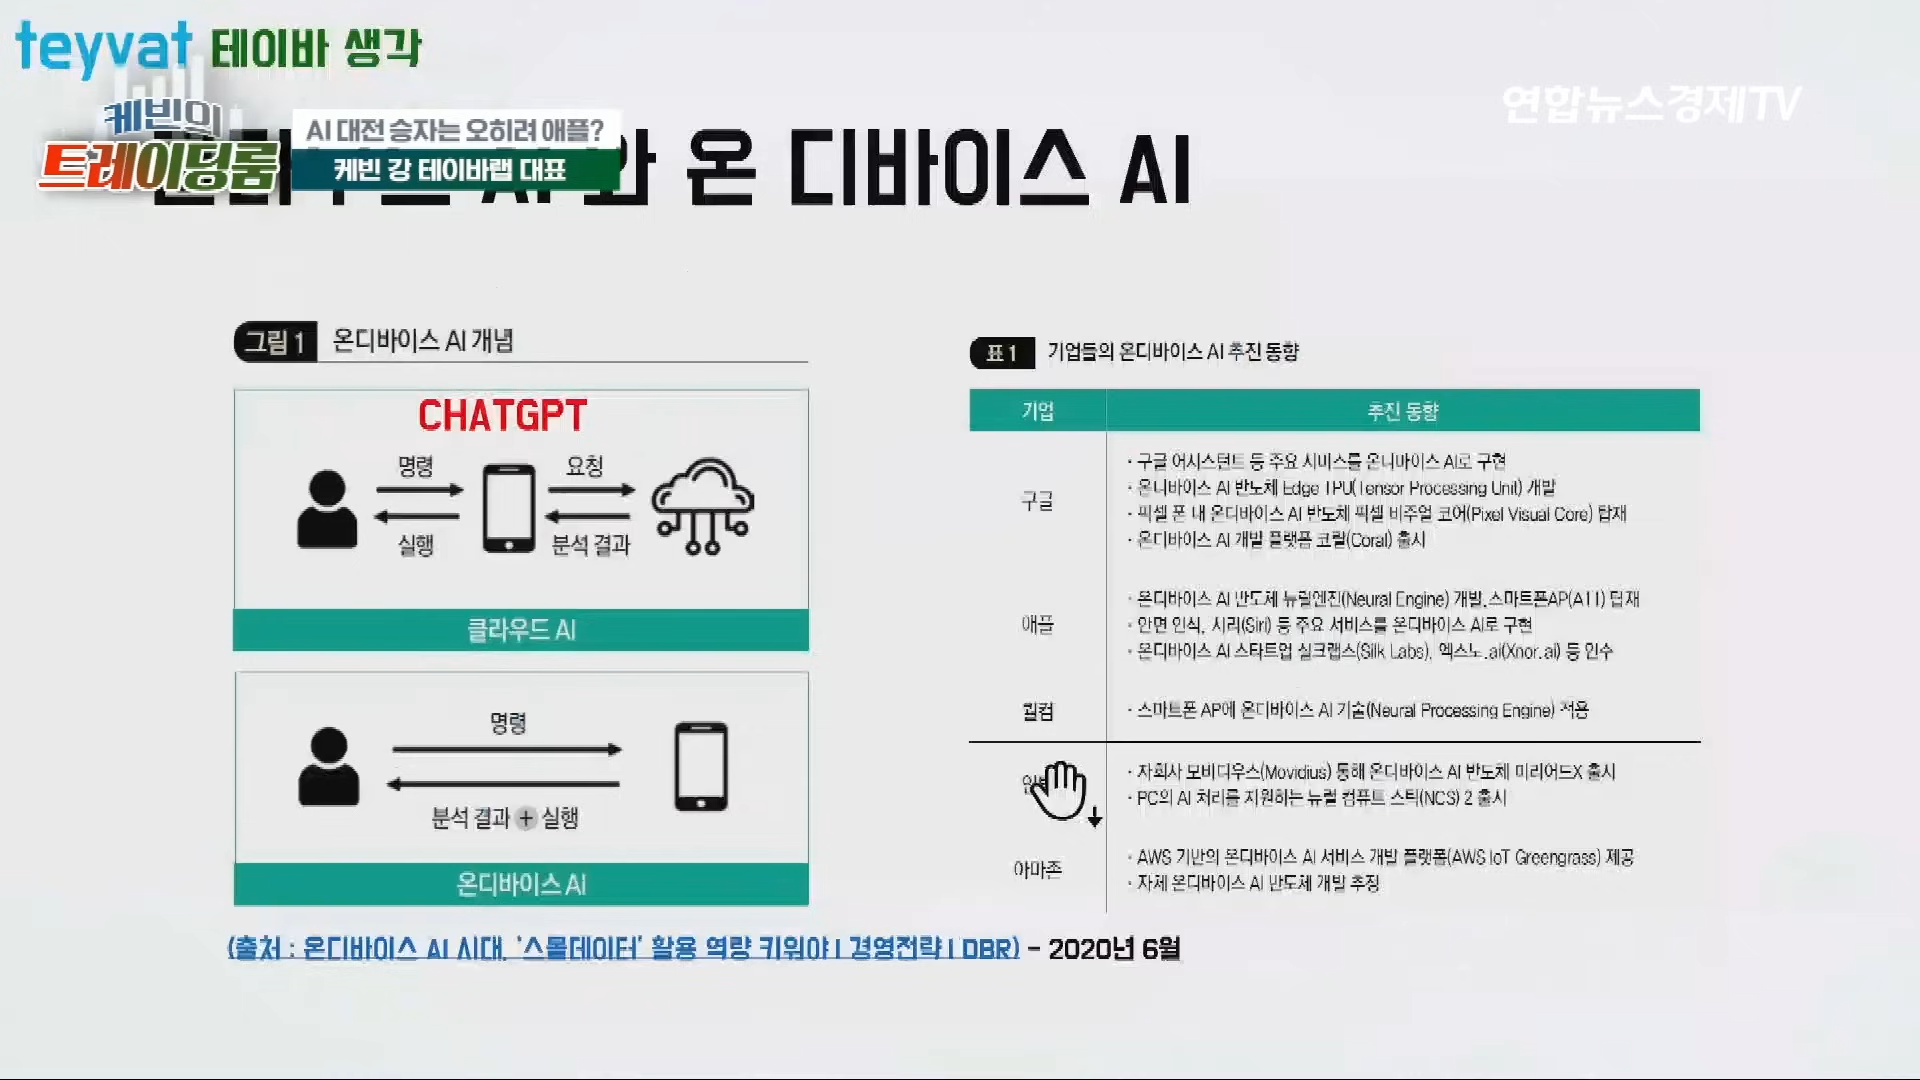 teyvat 테이바 생각
케빈의
트레이딩룸
AI 대전 승자는 오히려 애플?
케빈 강 테이바랩 대표
연합뉴스경제TV
온 디바이스 AI
그림 1 온디바이스 AI 개념
CHATGPT
명령
요청
실행
분석 결과
클라우드 AI
명령
분석 결과 + 실행
온디바이스 AI
표 1 기업들의 온디바이스 AI 추진 동향
기업 추진 동향
구글
· 구글 어시스턴트 등 주요 서비스를 온디바이스 AI로 구현
· 온디바이스 AI 반도체 Edge TPU(Tensor Processing Unit) 개발
· 픽셀 폰 내 온디바이스 AI 반도체 픽셀 비주얼 코어(Pixel Visual Core) 탑재
· 온디바이스 AI 개발 플랫폼 코랄(Coral) 출시
애플
· 온디바이스 AI 반도체 뉴럴엔진(Neural Engine) 개발, 스마트폰AP(A11) 탑재
· 안면 인식, 시리(Siri) 등 주요 서비스를 온디바이스 AI로 구현
· 온디바이스 AI 스타트업 실크랩스(Silk Labs), 엑스노.ai(Xnor.ai) 등 인수
퀄컴
· 스마트폰 AP에 온디바이스 AI 기술(Neural Processing Engine) 적용
· 자회사 모비디우스(Movidius) 통해 온디바이스 AI 반도체 미리어드X 출시
· PC의 AI 처리를 지원하는 뉴럴 컴퓨트 스틱(NCS) 2 출시
아마존
· AWS 기반의 온디바이스 AI 서비스 개발 플랫폼(AWS IoT Greengrass) 제공
· 자체 온디바이스 AI 반도체 개발 추정
(출처 : 온디바이스 AI 시대, '스몰데이터' 활용 역량 키워야 | 경영전략 | DBR) - 2020년 6월